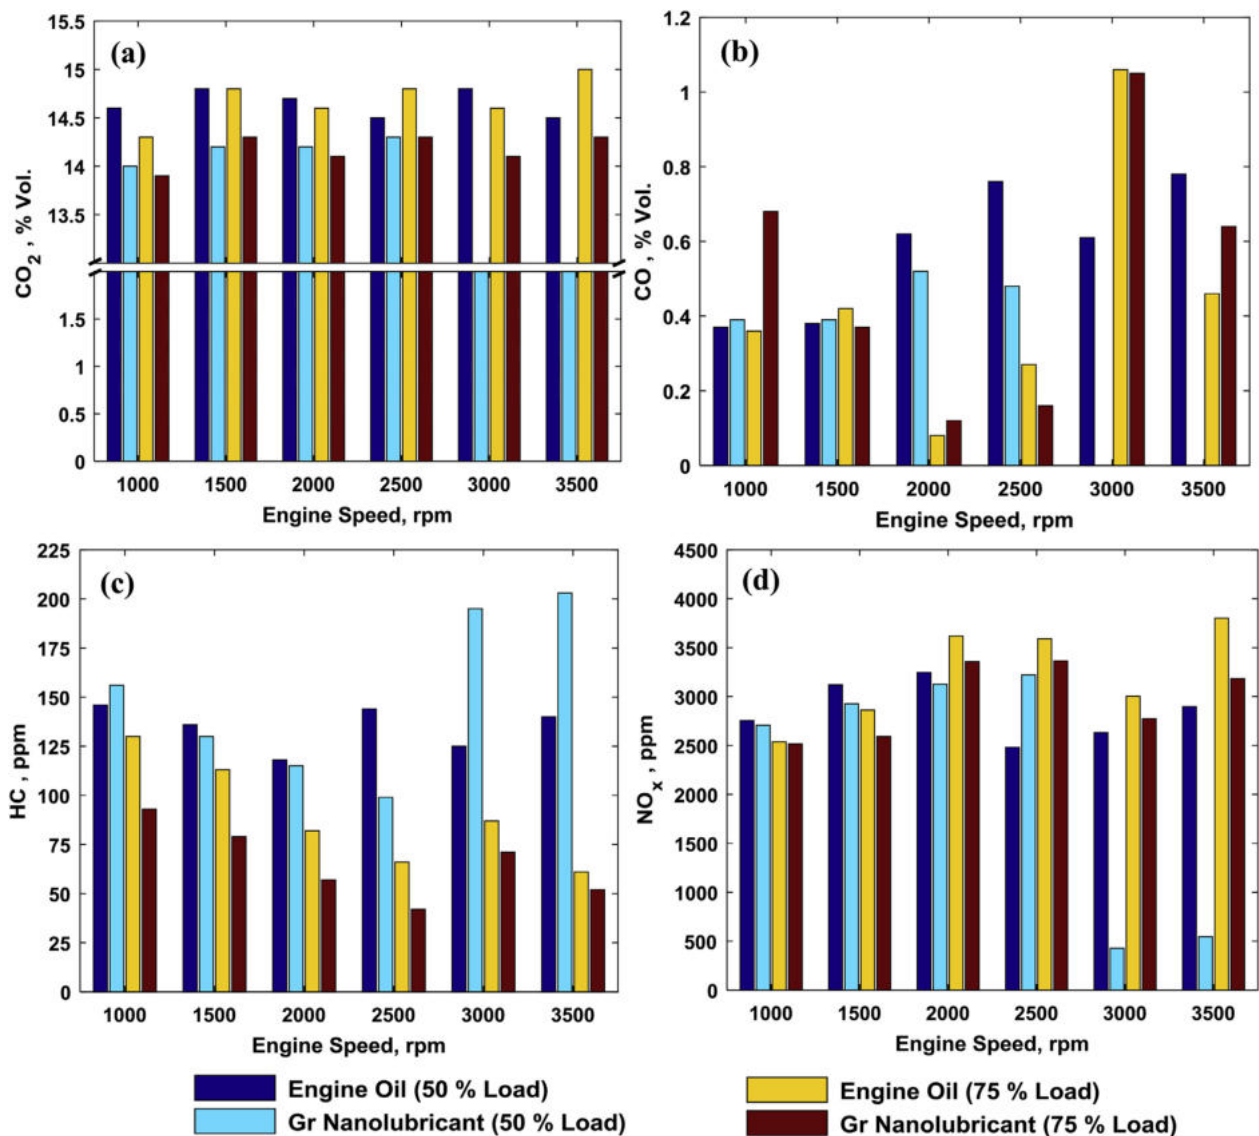 (a)
15.5
15
14.5
14
13.5
1.5
1
0.5
0
CO2 , % Vol.
1000 1500 2000 2500 3000 3500
Engine Speed, rpm
(b)
1.2
1
0.8
0.6
0.4
0.2
0
CO , % Vol.
1000 1500 2000 2500 3000 3500
Engine Speed, rpm
(c)
225
200
175
150
125
100
75
50
25
0
HC , ppm
1000 1500 2000 2500 3000 3500
Engine Speed, rpm
(d)
4500
4000
3500
3000
2500
2000
1500
1000
500
0
NOx , ppm
1000 1500 2000 2500 3000 3500
Engine Speed, rpm
Engine Oil (50 % Load)
Gr Nanolubricant (50 % Load)
Engine Oil (75 % Load)
Gr Nanolubricant (75 % Load)